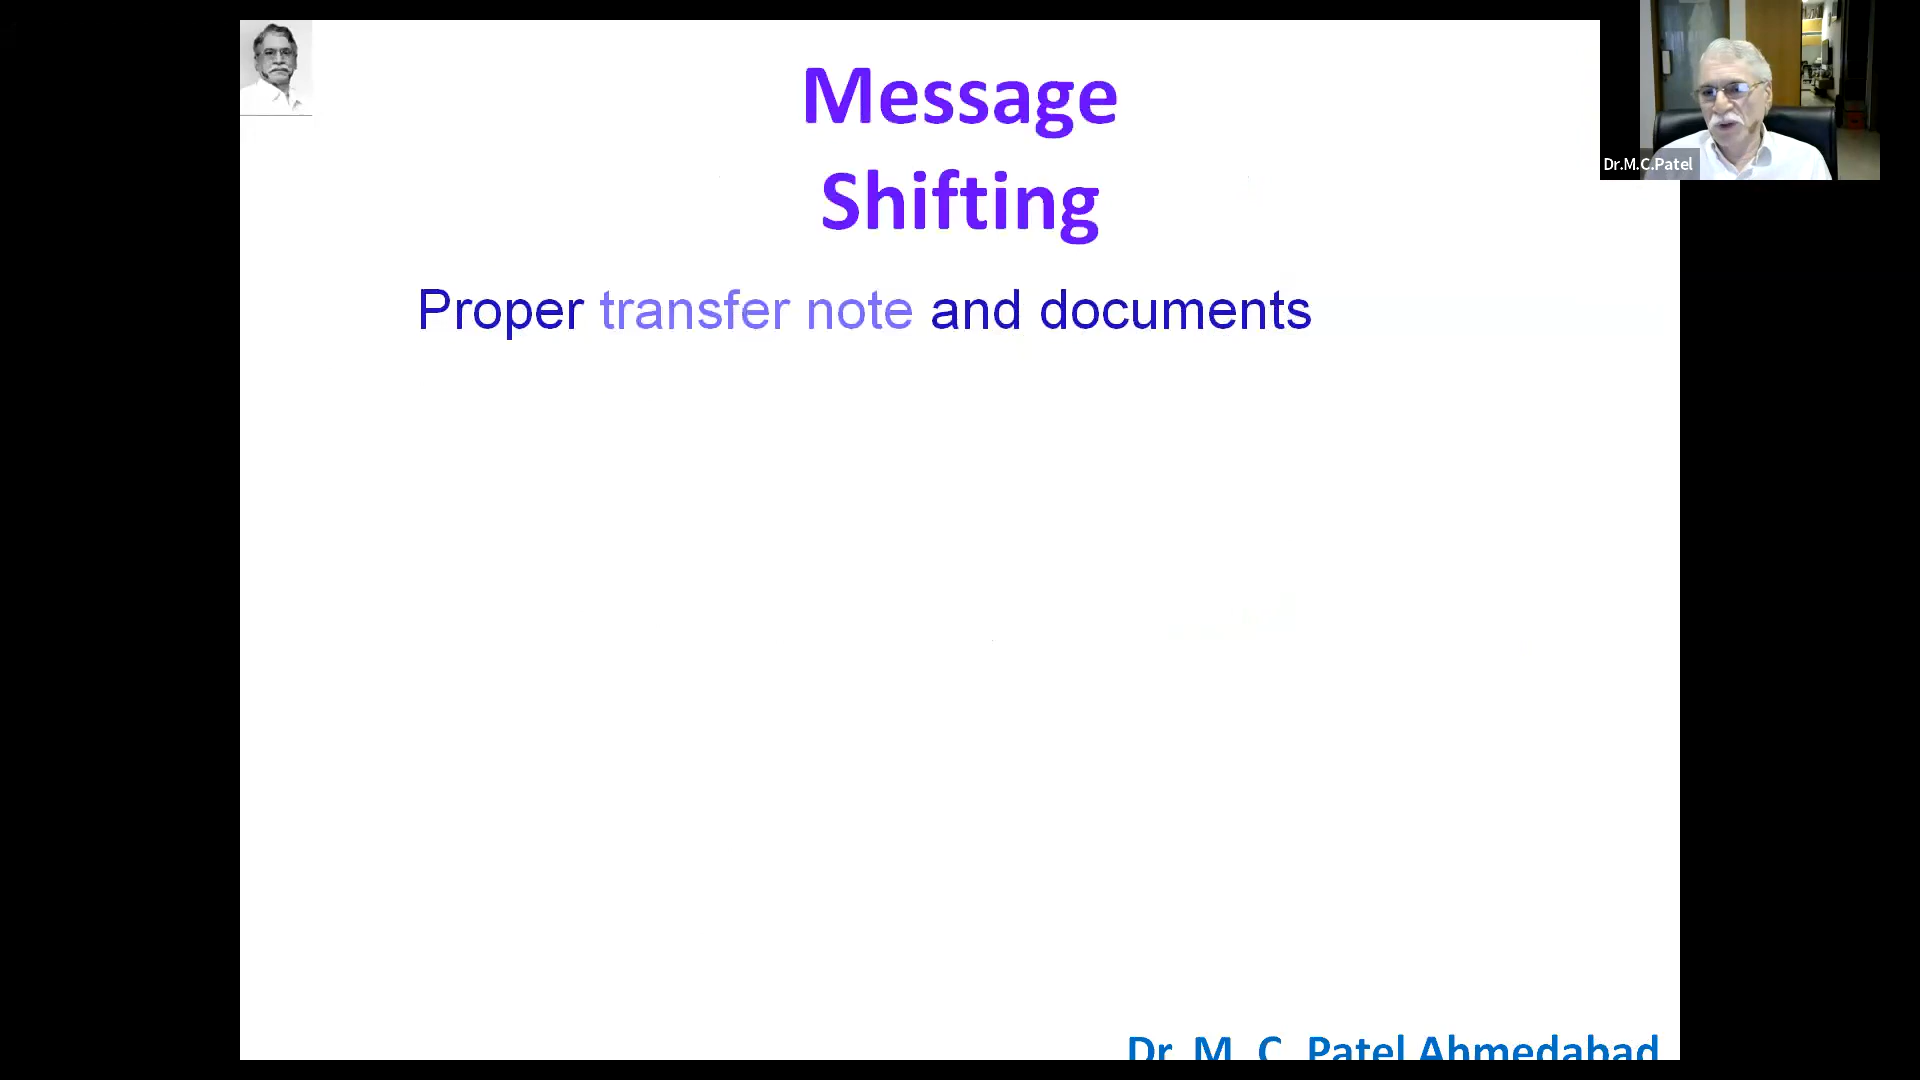 Message
Shifting
Dr.M.C.Patel
Proper transfer note and documents
Dr. M. C. Patel Ahmedabad